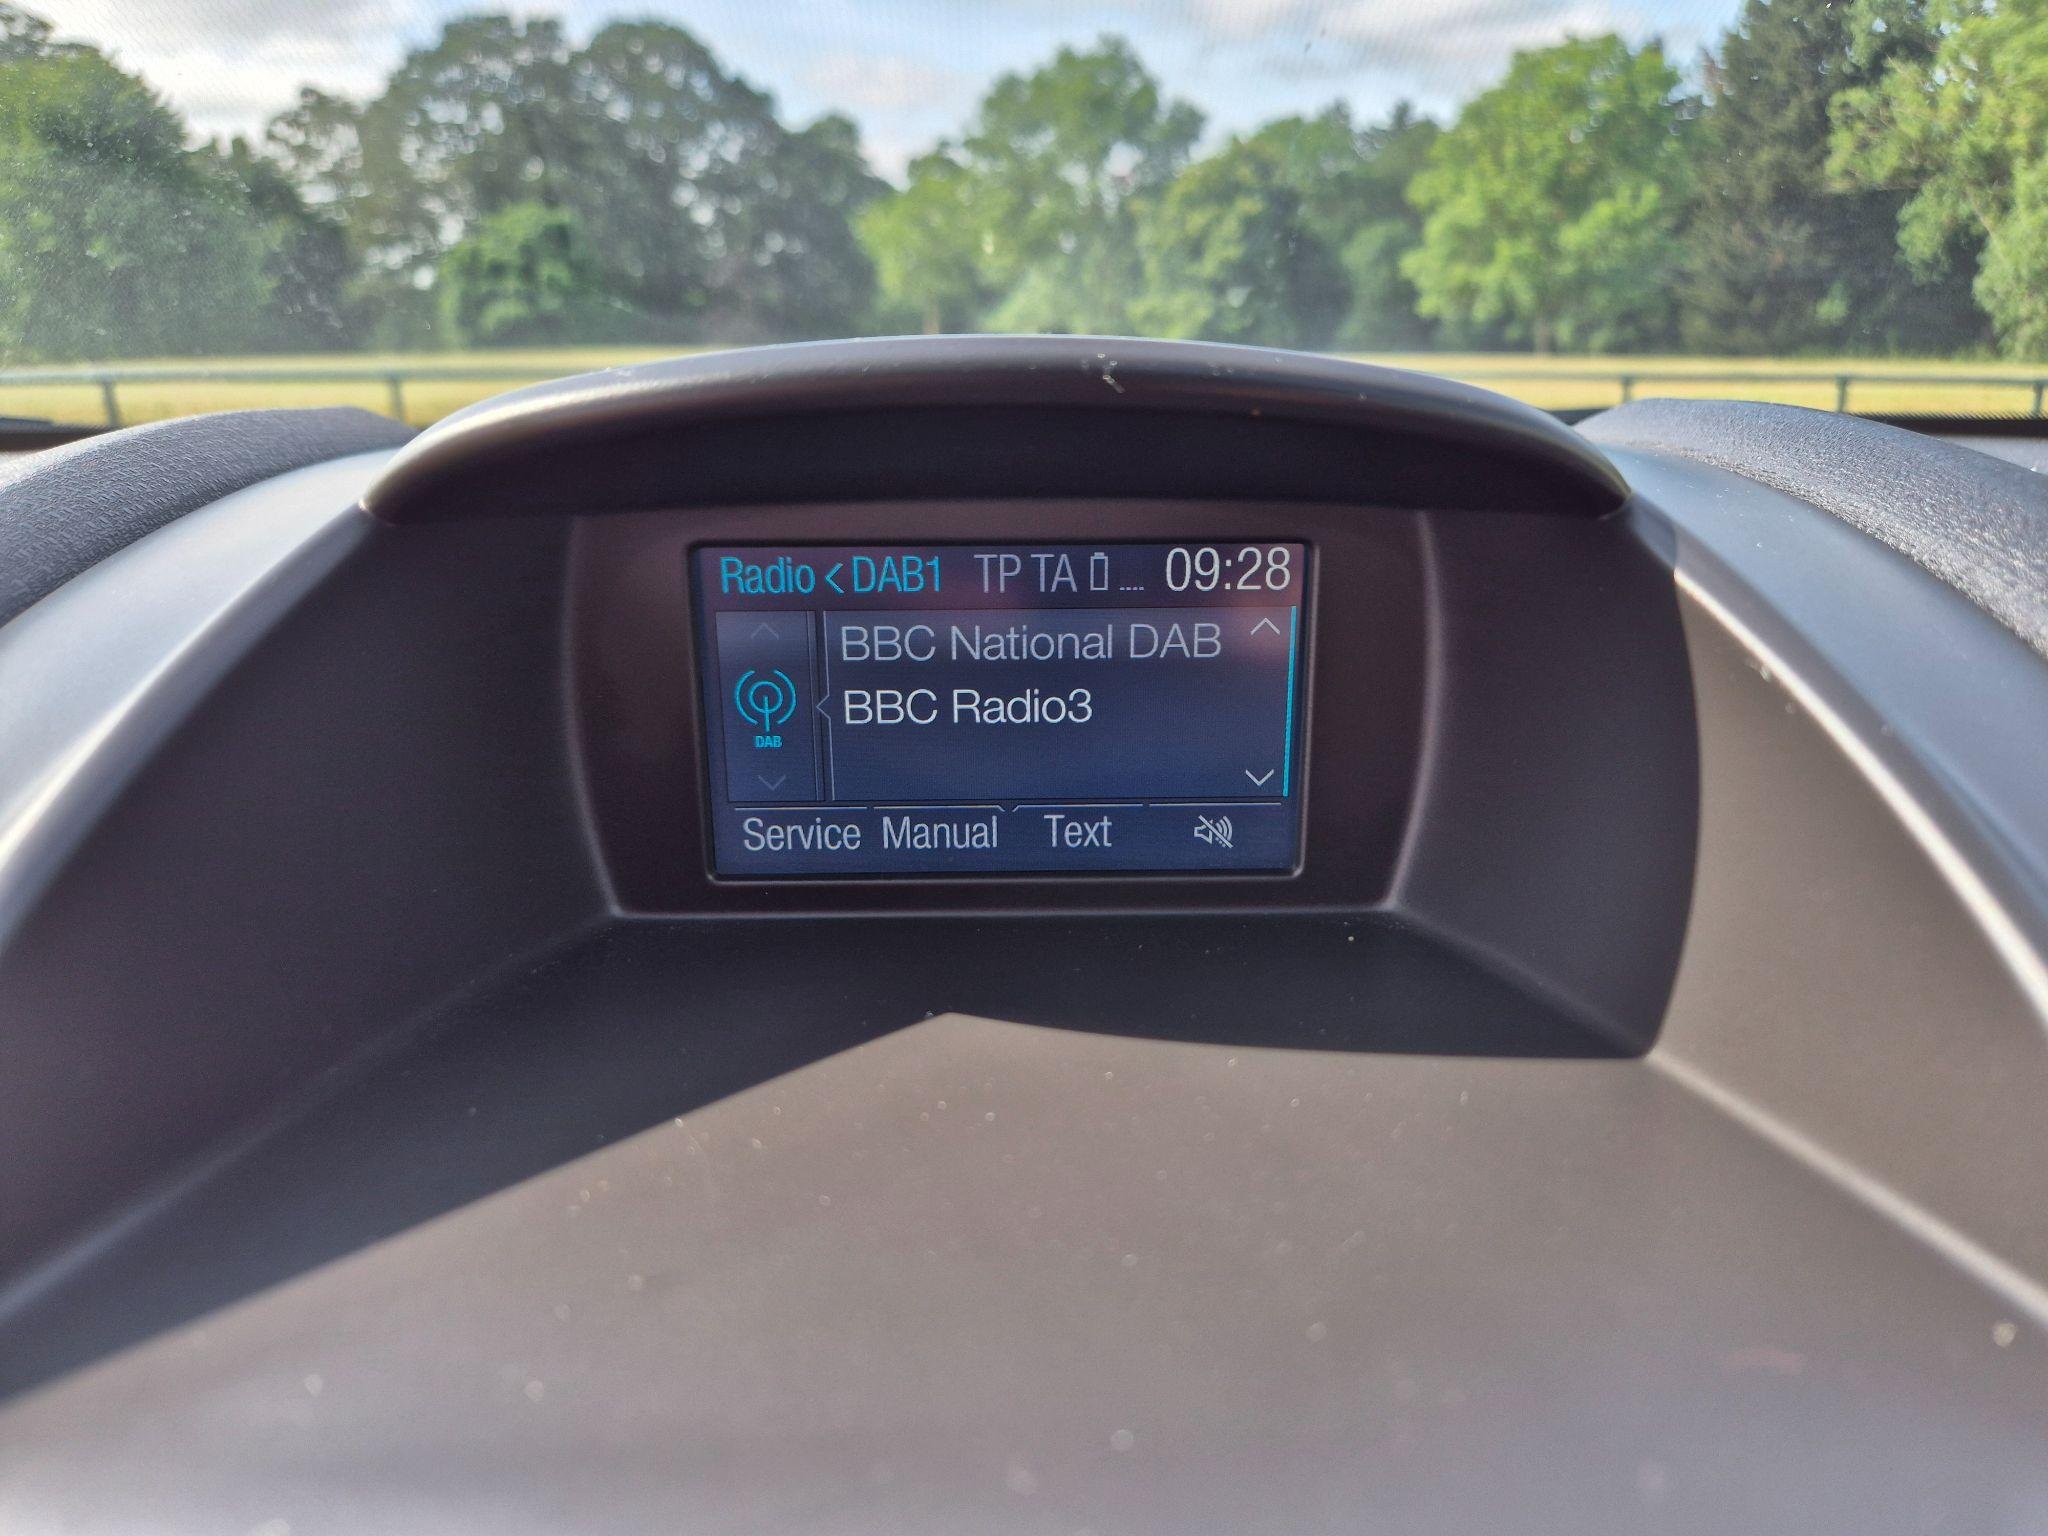 Radio < DAB1 TP TA .... 09:28
BBC National DAB
BBC Radio3
DAB
Service Manual Text